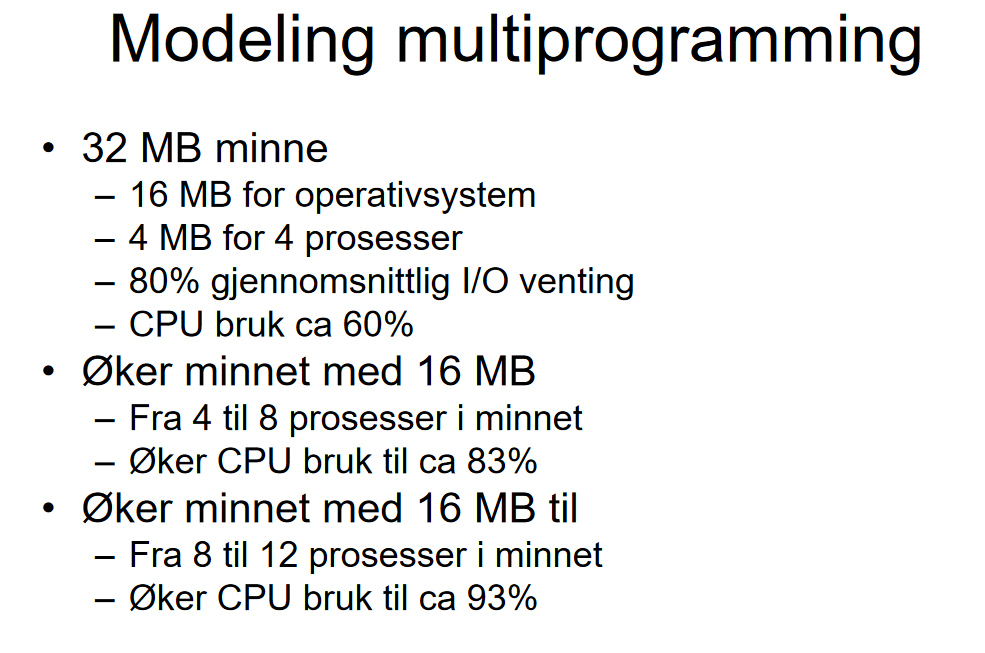 Modeling multiprogramming
• 32 MB minne
– 16 MB for operativsystem
– 4 MB for 4 prosesser
– 80% gjennomsnittlig I/O venting
– CPU bruk ca 60%
• Øker minnet med 16 MB
– Fra 4 til 8 prosesser i minnet
– Øker CPU bruk til ca 83%
• Øker minnet med 16 MB til
– Fra 8 til 12 prosesser i minnet
– Øker CPU bruk til ca 93%